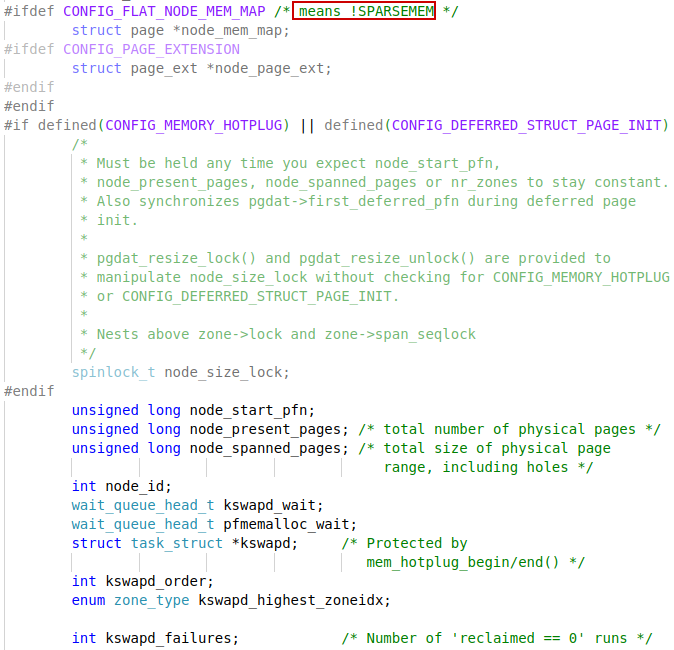 #ifdef CONFIG_FLAT_NODE_MEM_MAP /* means !SPARSEMEM */
struct page *node_mem_map;
#ifdef CONFIG_PAGE_EXTENSION
struct page_ext *node_page_ext;
#endif
#endif
#if defined(CONFIG_MEMORY_HOTPLUG) || defined(CONFIG_DEFERRED_STRUCT_PAGE_INIT)
/*
* Must be held any time you expect node_start_pfn,
* node_present_pages, node_spanned_pages or nr_zones to stay constant.
* Also synchronizes pgdat->first_deferred_pfn during deferred page
* init.
*
* pgdat_resize_lock() and pgdat_resize_unlock() are provided to
* manipulate node_size_lock without checking for CONFIG_MEMORY_HOTPLUG
* or CONFIG_DEFERRED_STRUCT_PAGE_INIT.
*
* Nests above zone->lock and zone->span_seqlock
*/
spinlock_t node_size_lock;
#endif
unsigned long node_start_pfn;
unsigned long node_present_pages; /* total number of physical pages */
unsigned long node_spanned_pages; /* total size of physical page
range, including holes */
int node_id;
wait_queue_head_t kswapd_wait;
wait_queue_head_t pfmemalloc_wait;
struct task_struct *kswapd; /* Protected by
mem_hotplug_begin/end() */
int kswapd_order;
enum zone_type kswapd_highest_zoneidx;
int kswapd_failures; /* Number of 'reclaimed == 0' runs */